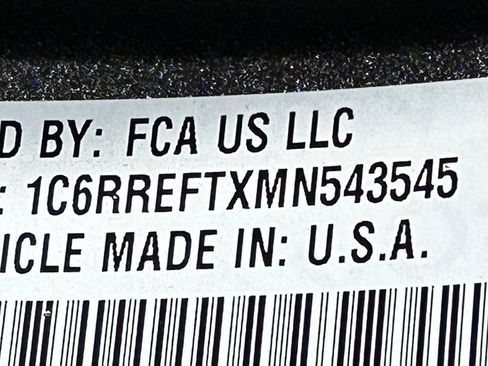 D BY: FCA US LLC
: 1C6RREFTXMN543545
ICLE MADE IN: U.S.A.